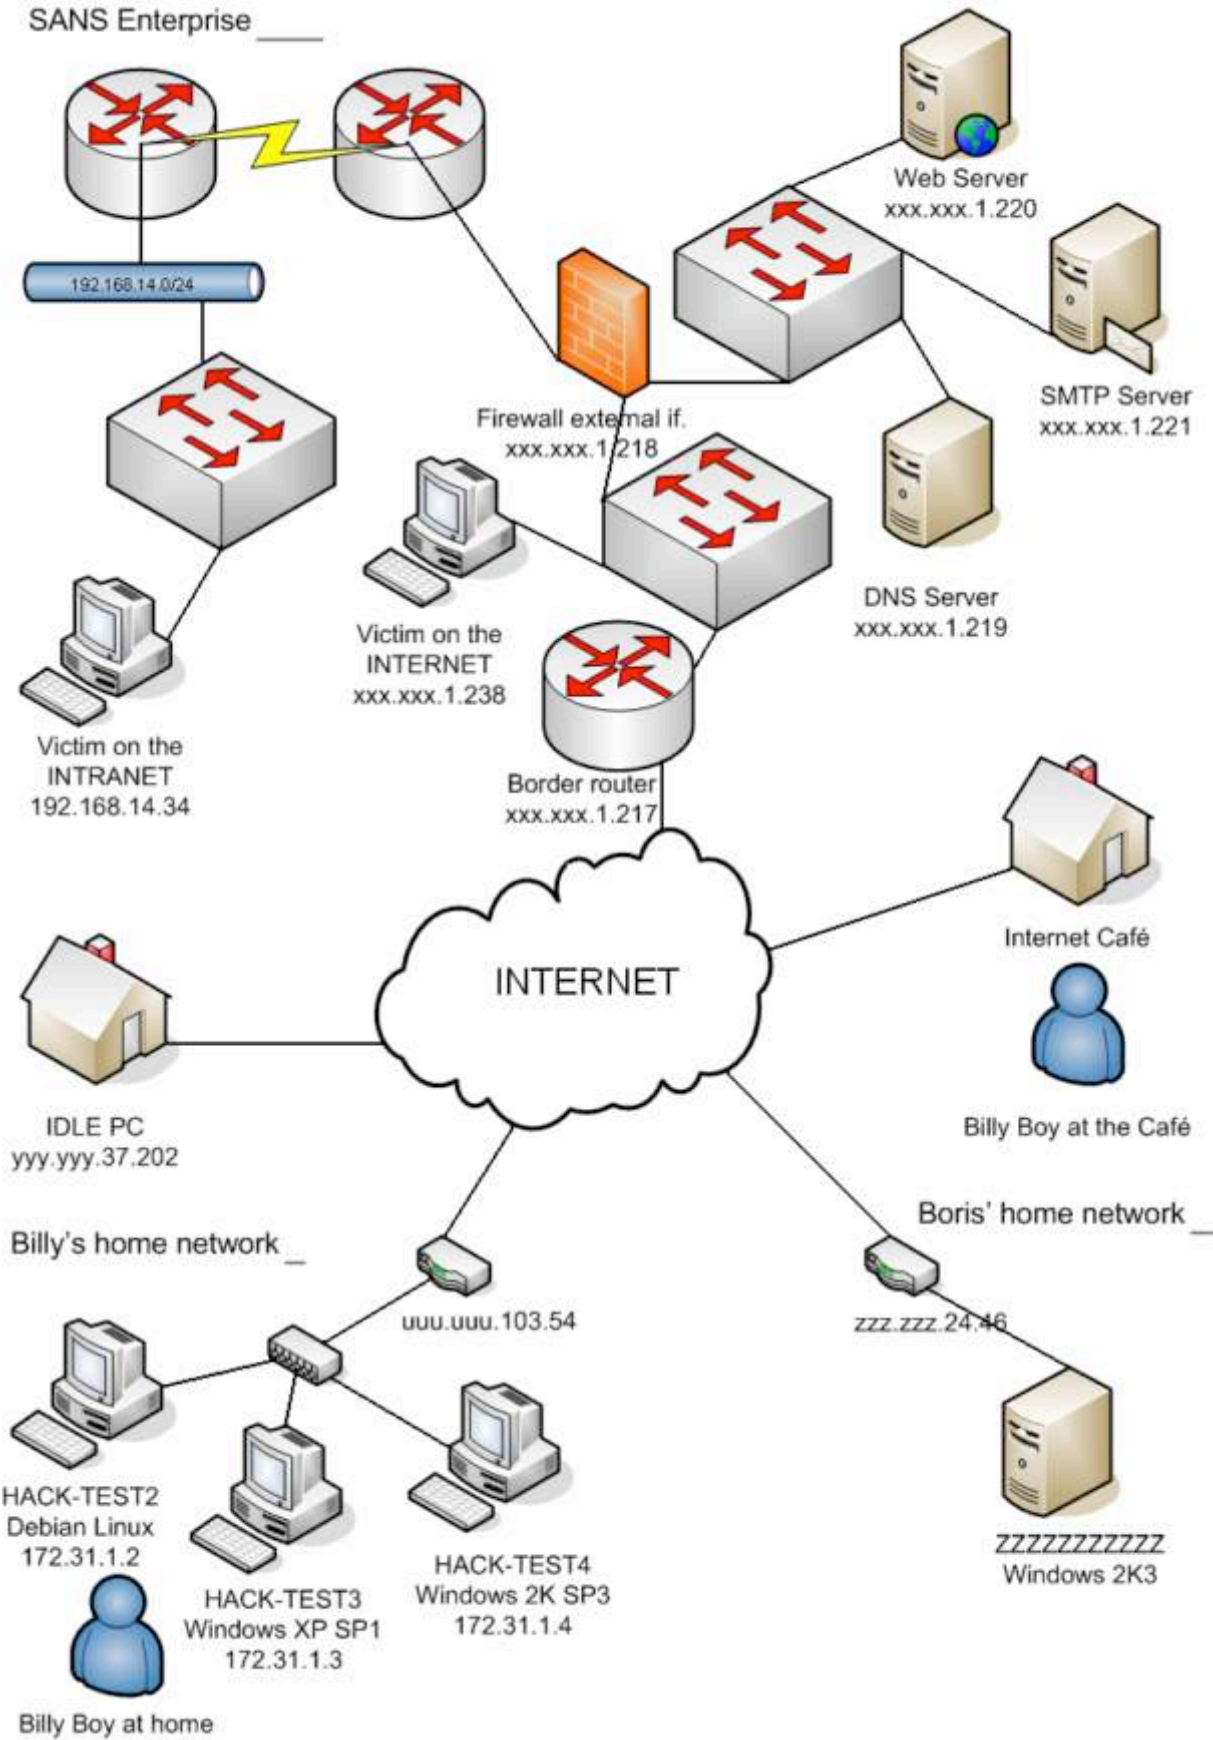 SANS Enterprise ____
Web Server
xxx.xxx.1.220
192.168.14.0/24
SMTP Server
xxx.xxx.1.221
Firewall external if.
xxx.xxx.1.218
DNS Server
xxx.xxx.1.219
Victim on the
INTERNET
xxx.xxx.1.238
Victim on the
INTRANET
192.168.14.34
Border router
xxx.xxx.1.217
Internet Café
INTERNET
IDLE PC
yyy.yyy.37.202
Billy Boy at the Café
Billy's home network _
Boris' home network _
uuu.uuu.103.54
zzz.zzz.24.46
HACK-TEST2
Debian Linux
172.31.1.2
HACK-TEST3
Windows XP SP1
172.31.1.3
HACK-TEST4
Windows 2K SP3
172.31.1.4
ZZZZZZZZZZZ
Windows 2K3
Billy Boy at home